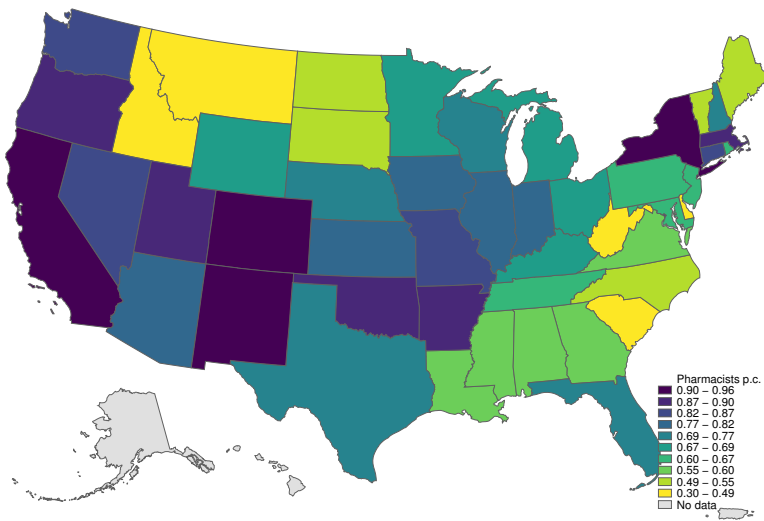 Pharmacists p.c.
0.90 – 0.96
0.87 – 0.90
0.82 – 0.87
0.77 – 0.82
0.69 – 0.77
0.67 – 0.69
0.60 – 0.67
0.55 – 0.60
0.49 – 0.55
0.30 – 0.49
No data